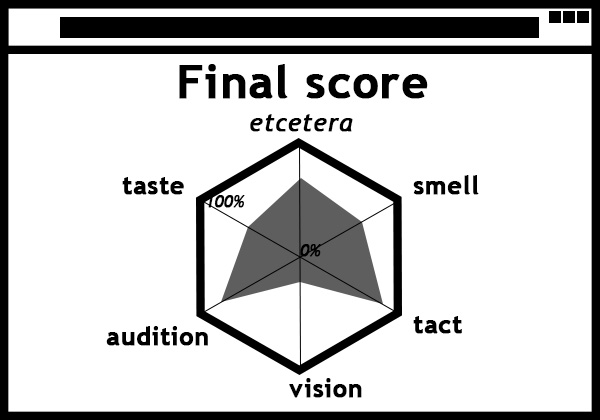 Final score
etcetera
taste
smell
100%
0%
audition
tact
vision